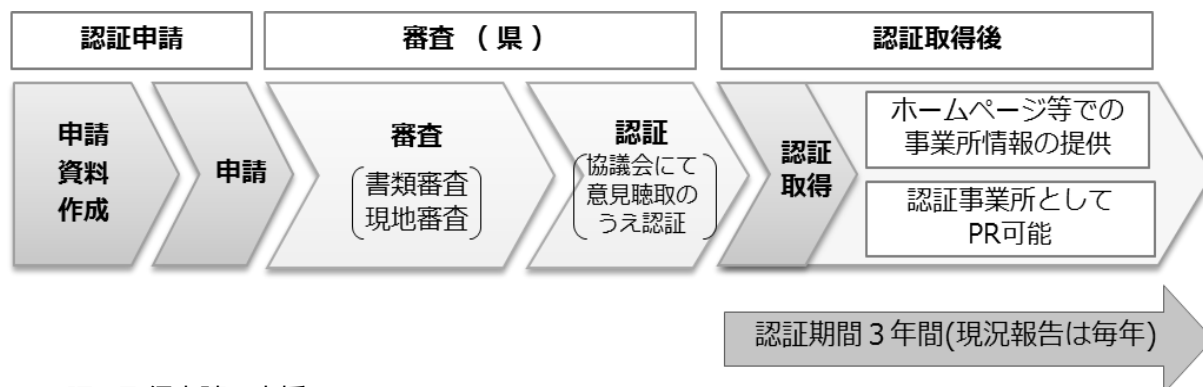 認証申請
審査 （ 県 ）
認証取得後
申請
資料
作成
申請
審査
書類審査
現地審査
認証
協議会にて
意見聴取の
うえ認証
認証
取得
ホームページ等での
事業所情報の提供
認証事業所として
PR可能
認証期間３年間(現況報告は毎年)